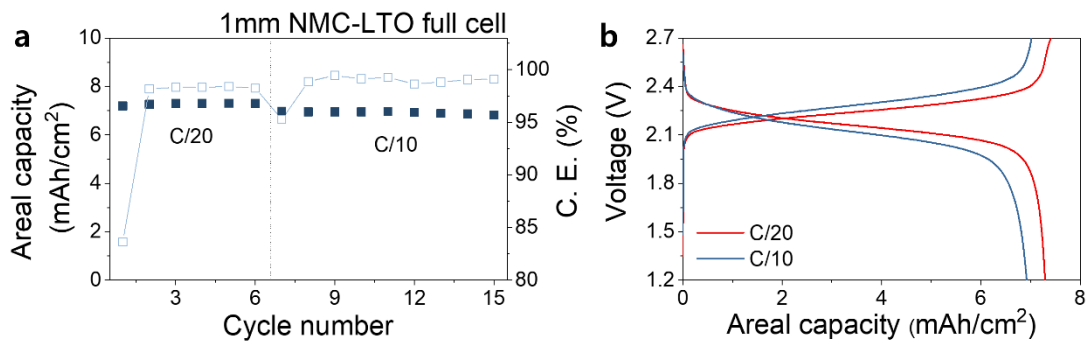 1mm NMC-LTO full cell
a
10
8
6
4
2
0
Areal capacity
(mAh/cm²)
C/20
C/10
100
95
90
85
80
C. E. (%)
3
6
9
12
15
Cycle number
b
2.7
2.4
2.1
1.8
1.5
1.2
Voltage (V)
C/20
C/10
0
2
4
6
8
Areal capacity (mAh/cm²)